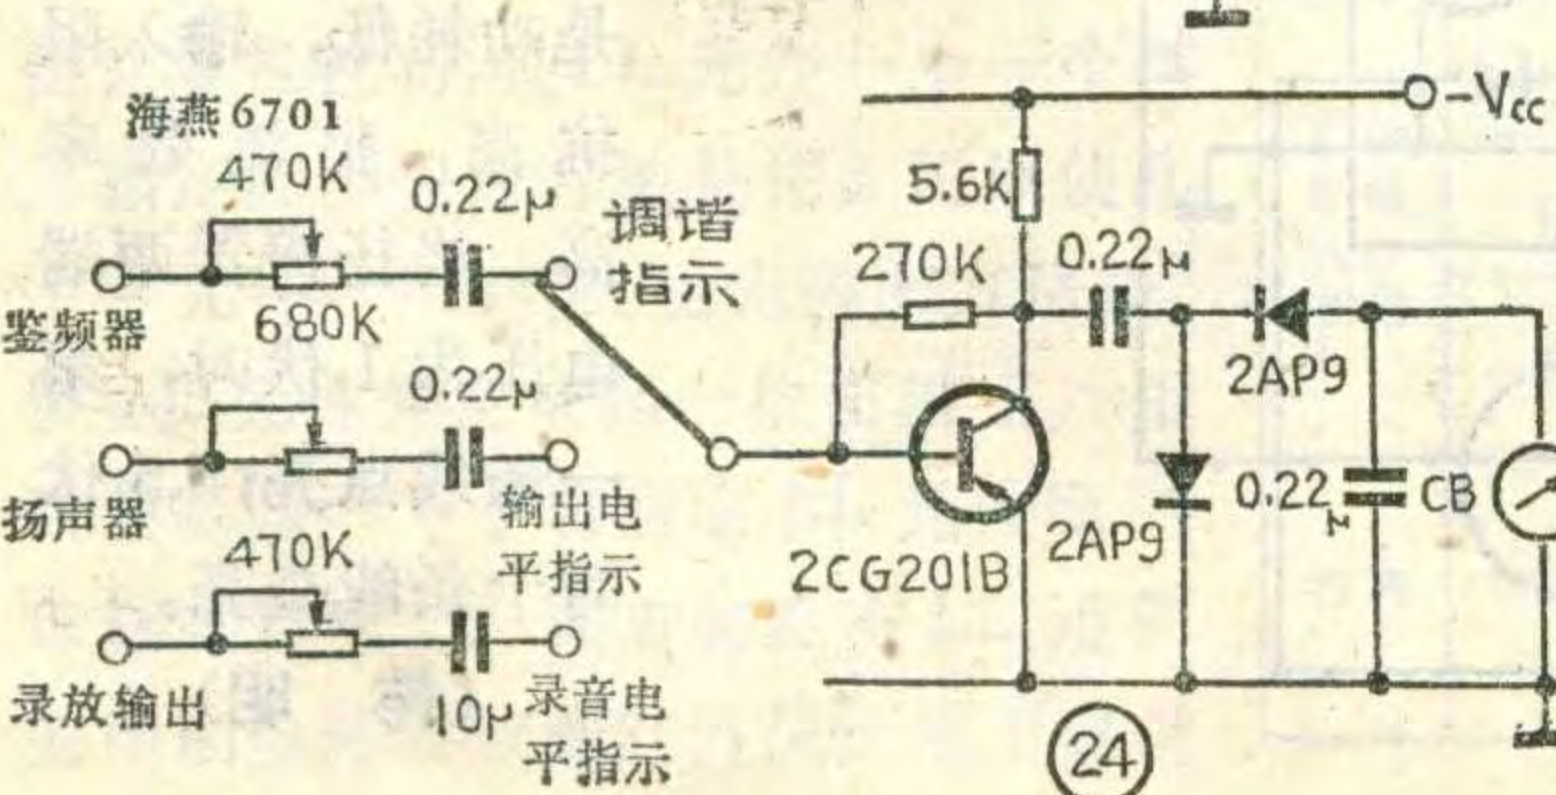 海燕6701
470K
0.22μ
调谐
指示
鉴频器
680K
0.22μ
扬声器
输出电
平指示
470K
录放输出
10μ
录音电
平指示
-Vcc
5.6K
270K
0.22μ
2AP9
2CG201B
2AP9
0.22μ
CB
24